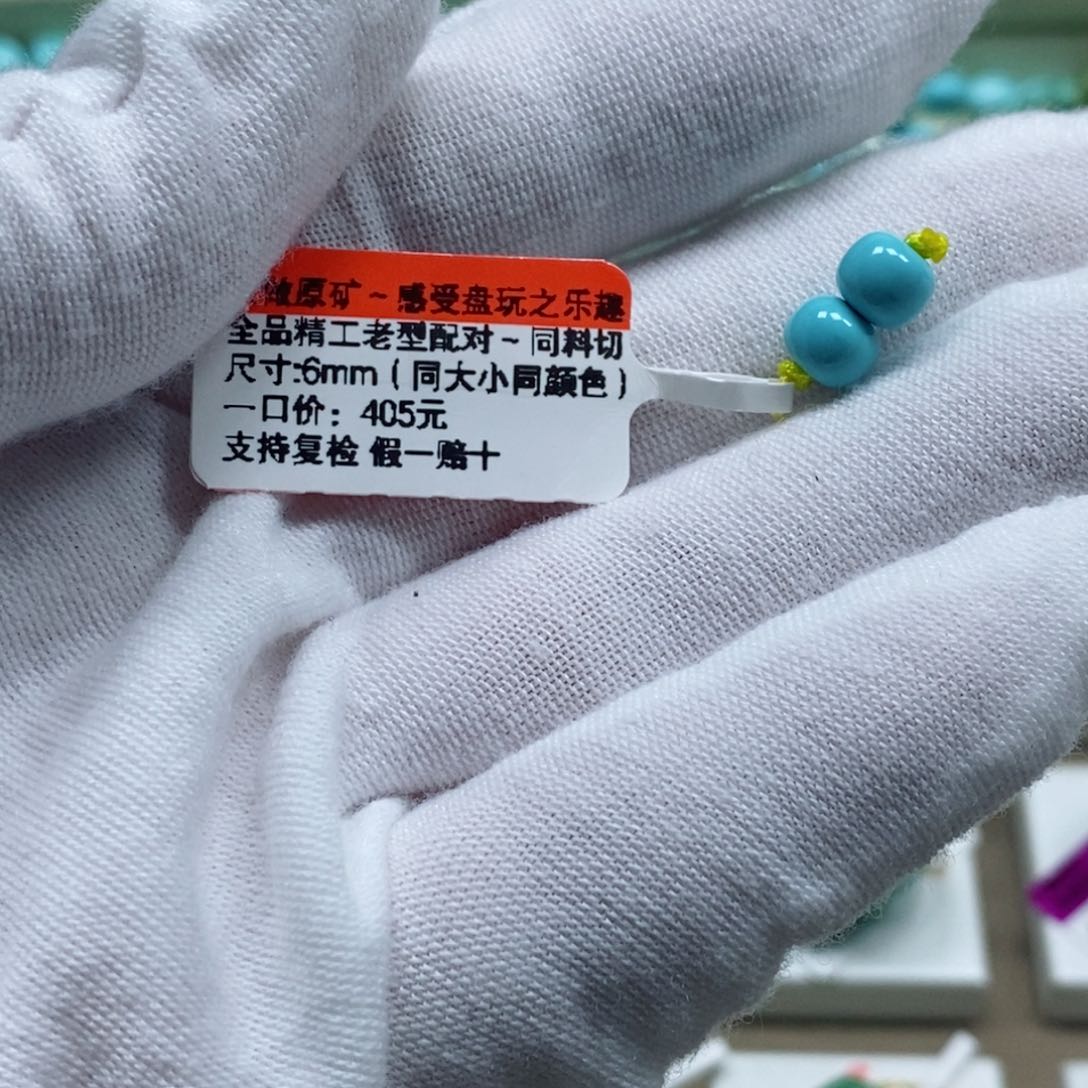 做原矿~感受盘玩之乐趣
全品精工老型配对~同料切
尺寸:6mm(同大小同颜色)
一口价：405元
支持复检 假一赔十